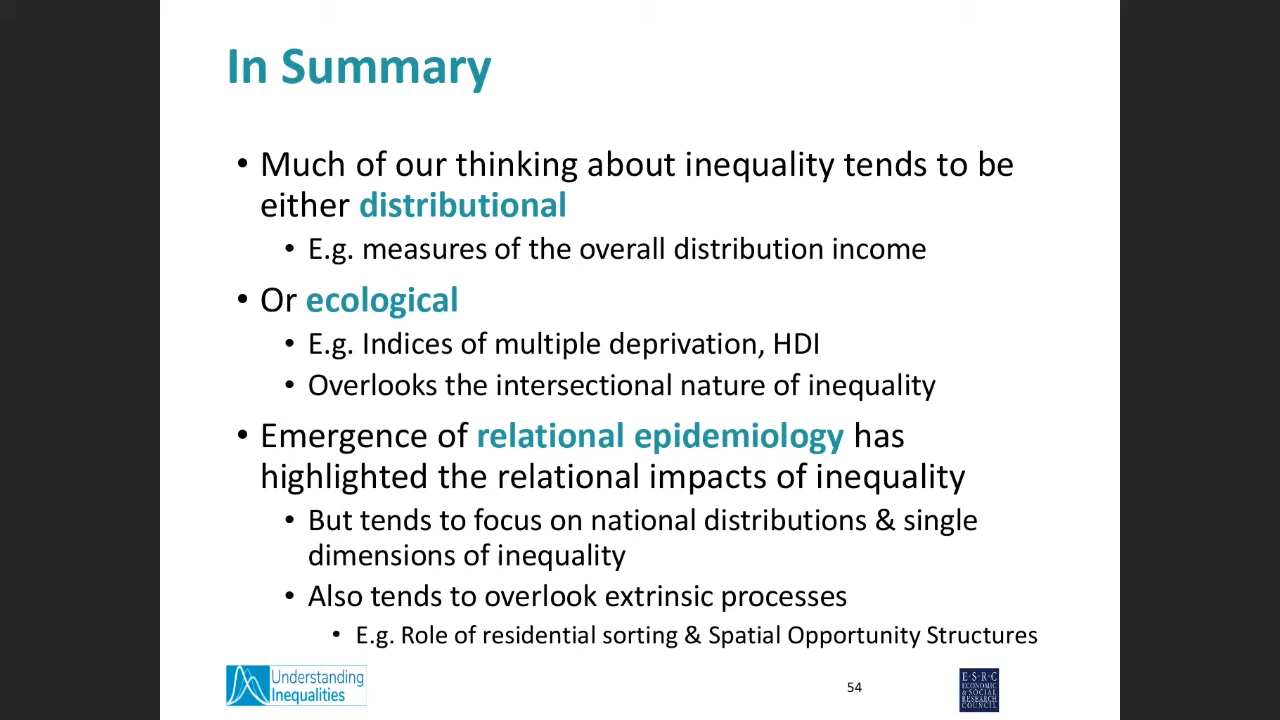 In Summary
• Much of our thinking about inequality tends to be
either distributional
• E.g. measures of the overall distribution income
• Or ecological
• E.g. Indices of multiple deprivation, HDI
• Overlooks the intersectional nature of inequality
• Emergence of relational epidemiology has
highlighted the relational impacts of inequality
• But tends to focus on national distributions & single
dimensions of inequality
• Also tends to overlook extrinsic processes
• E.g. Role of residential sorting & Spatial Opportunity Structures
Understanding
Inequalities
54
E·S·R·C
ECONOMIC
& SOCIAL
RESEARCH
COUNCIL